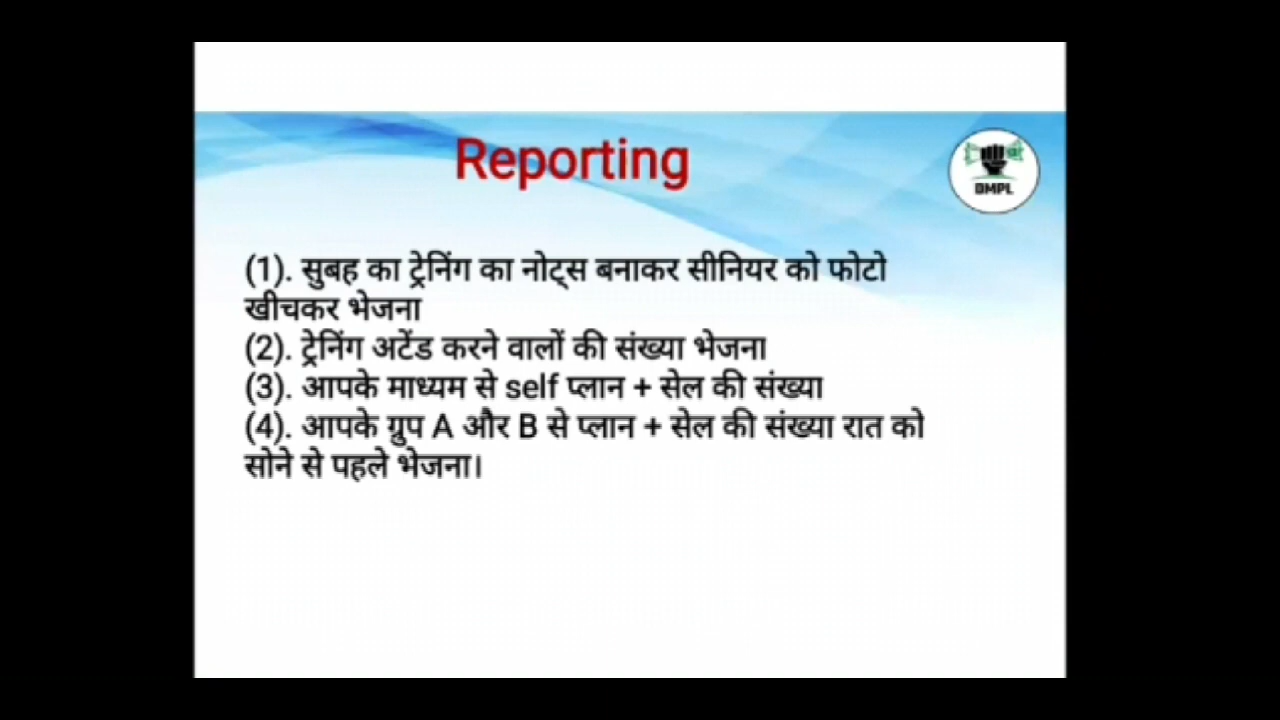 Reporting
DMPL
(1). सुबह का ट्रेनिंग का नोट्स बनाकर सीनियर को फोटो
खीचकर भेजना
(2). ट्रेनिंग अटेंड करने वालों की संख्या भेजना
(3). आपके माध्यम से self प्लान + सेल की संख्या
(4). आपके ग्रुप A और B से प्लान + सेल की संख्या रात को
सोने से पहले भेजना।